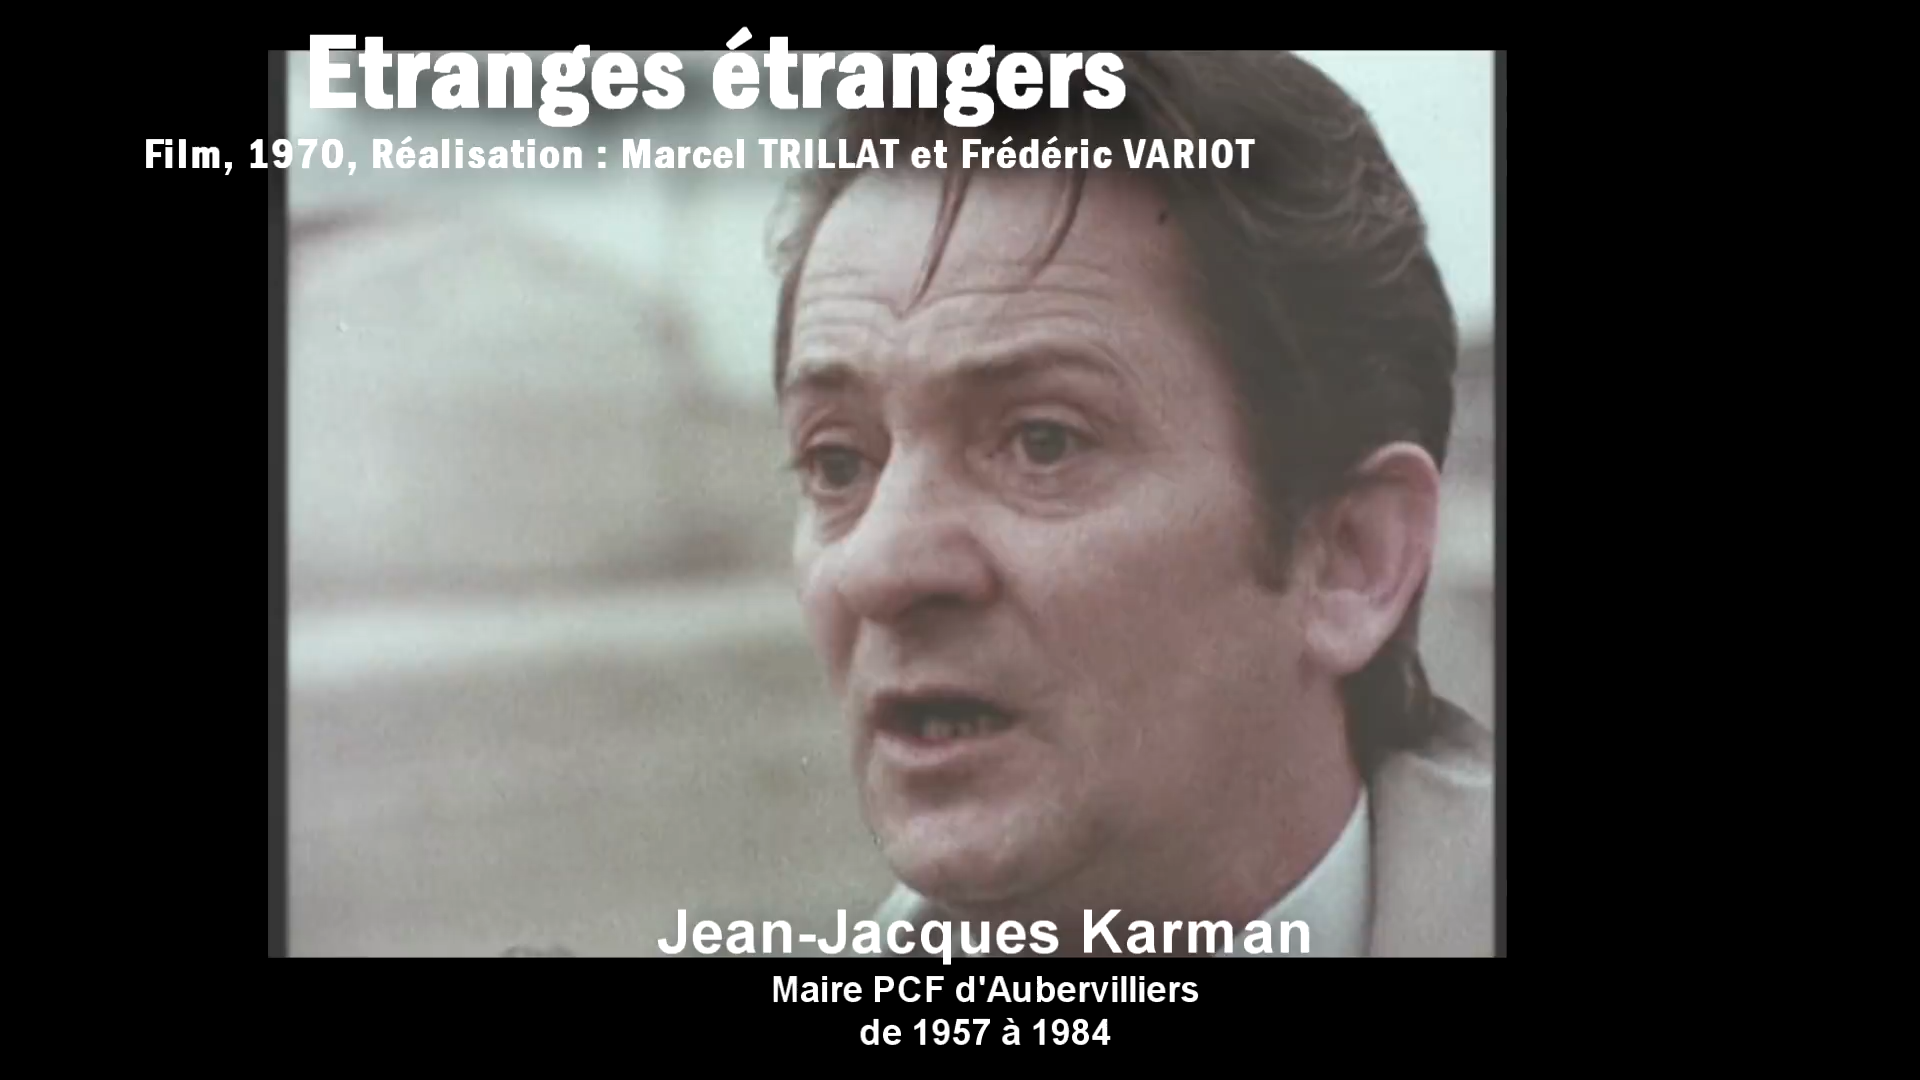 Etranges étrangers
Film, 1970, Réalisation : Marcel TRILLAT et Frédéric VARIOT
Jean-Jacques Karman
Maire PCF d'Aubervilliers
de 1957 à 1984